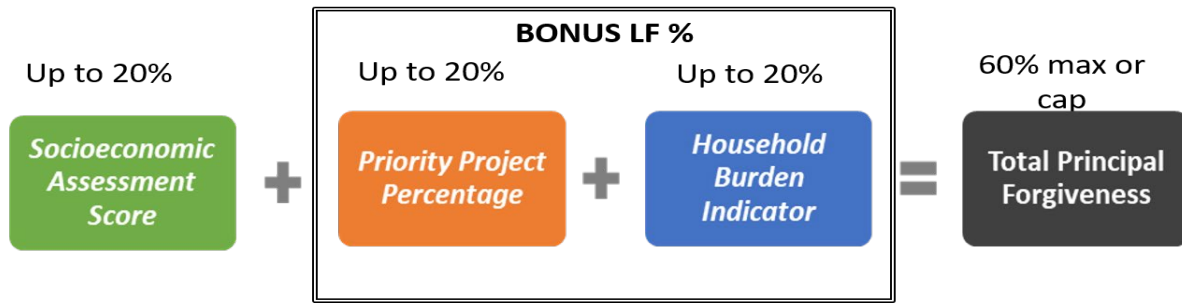 BONUS LF %
Up to 20%
Up to 20%
Up to 20%
60% max or
cap
Socioeconomic
Assessment
Score
+
Priority Project
Percentage
+
Household
Burden
Indicator
=
Total Principal
Forgiveness